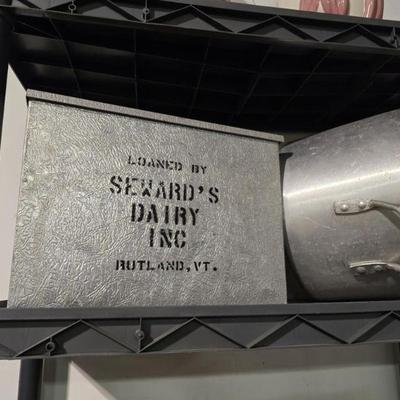 LOANED BY
SEWARD'S
DAIRY
INC
RUTLAND, VT.